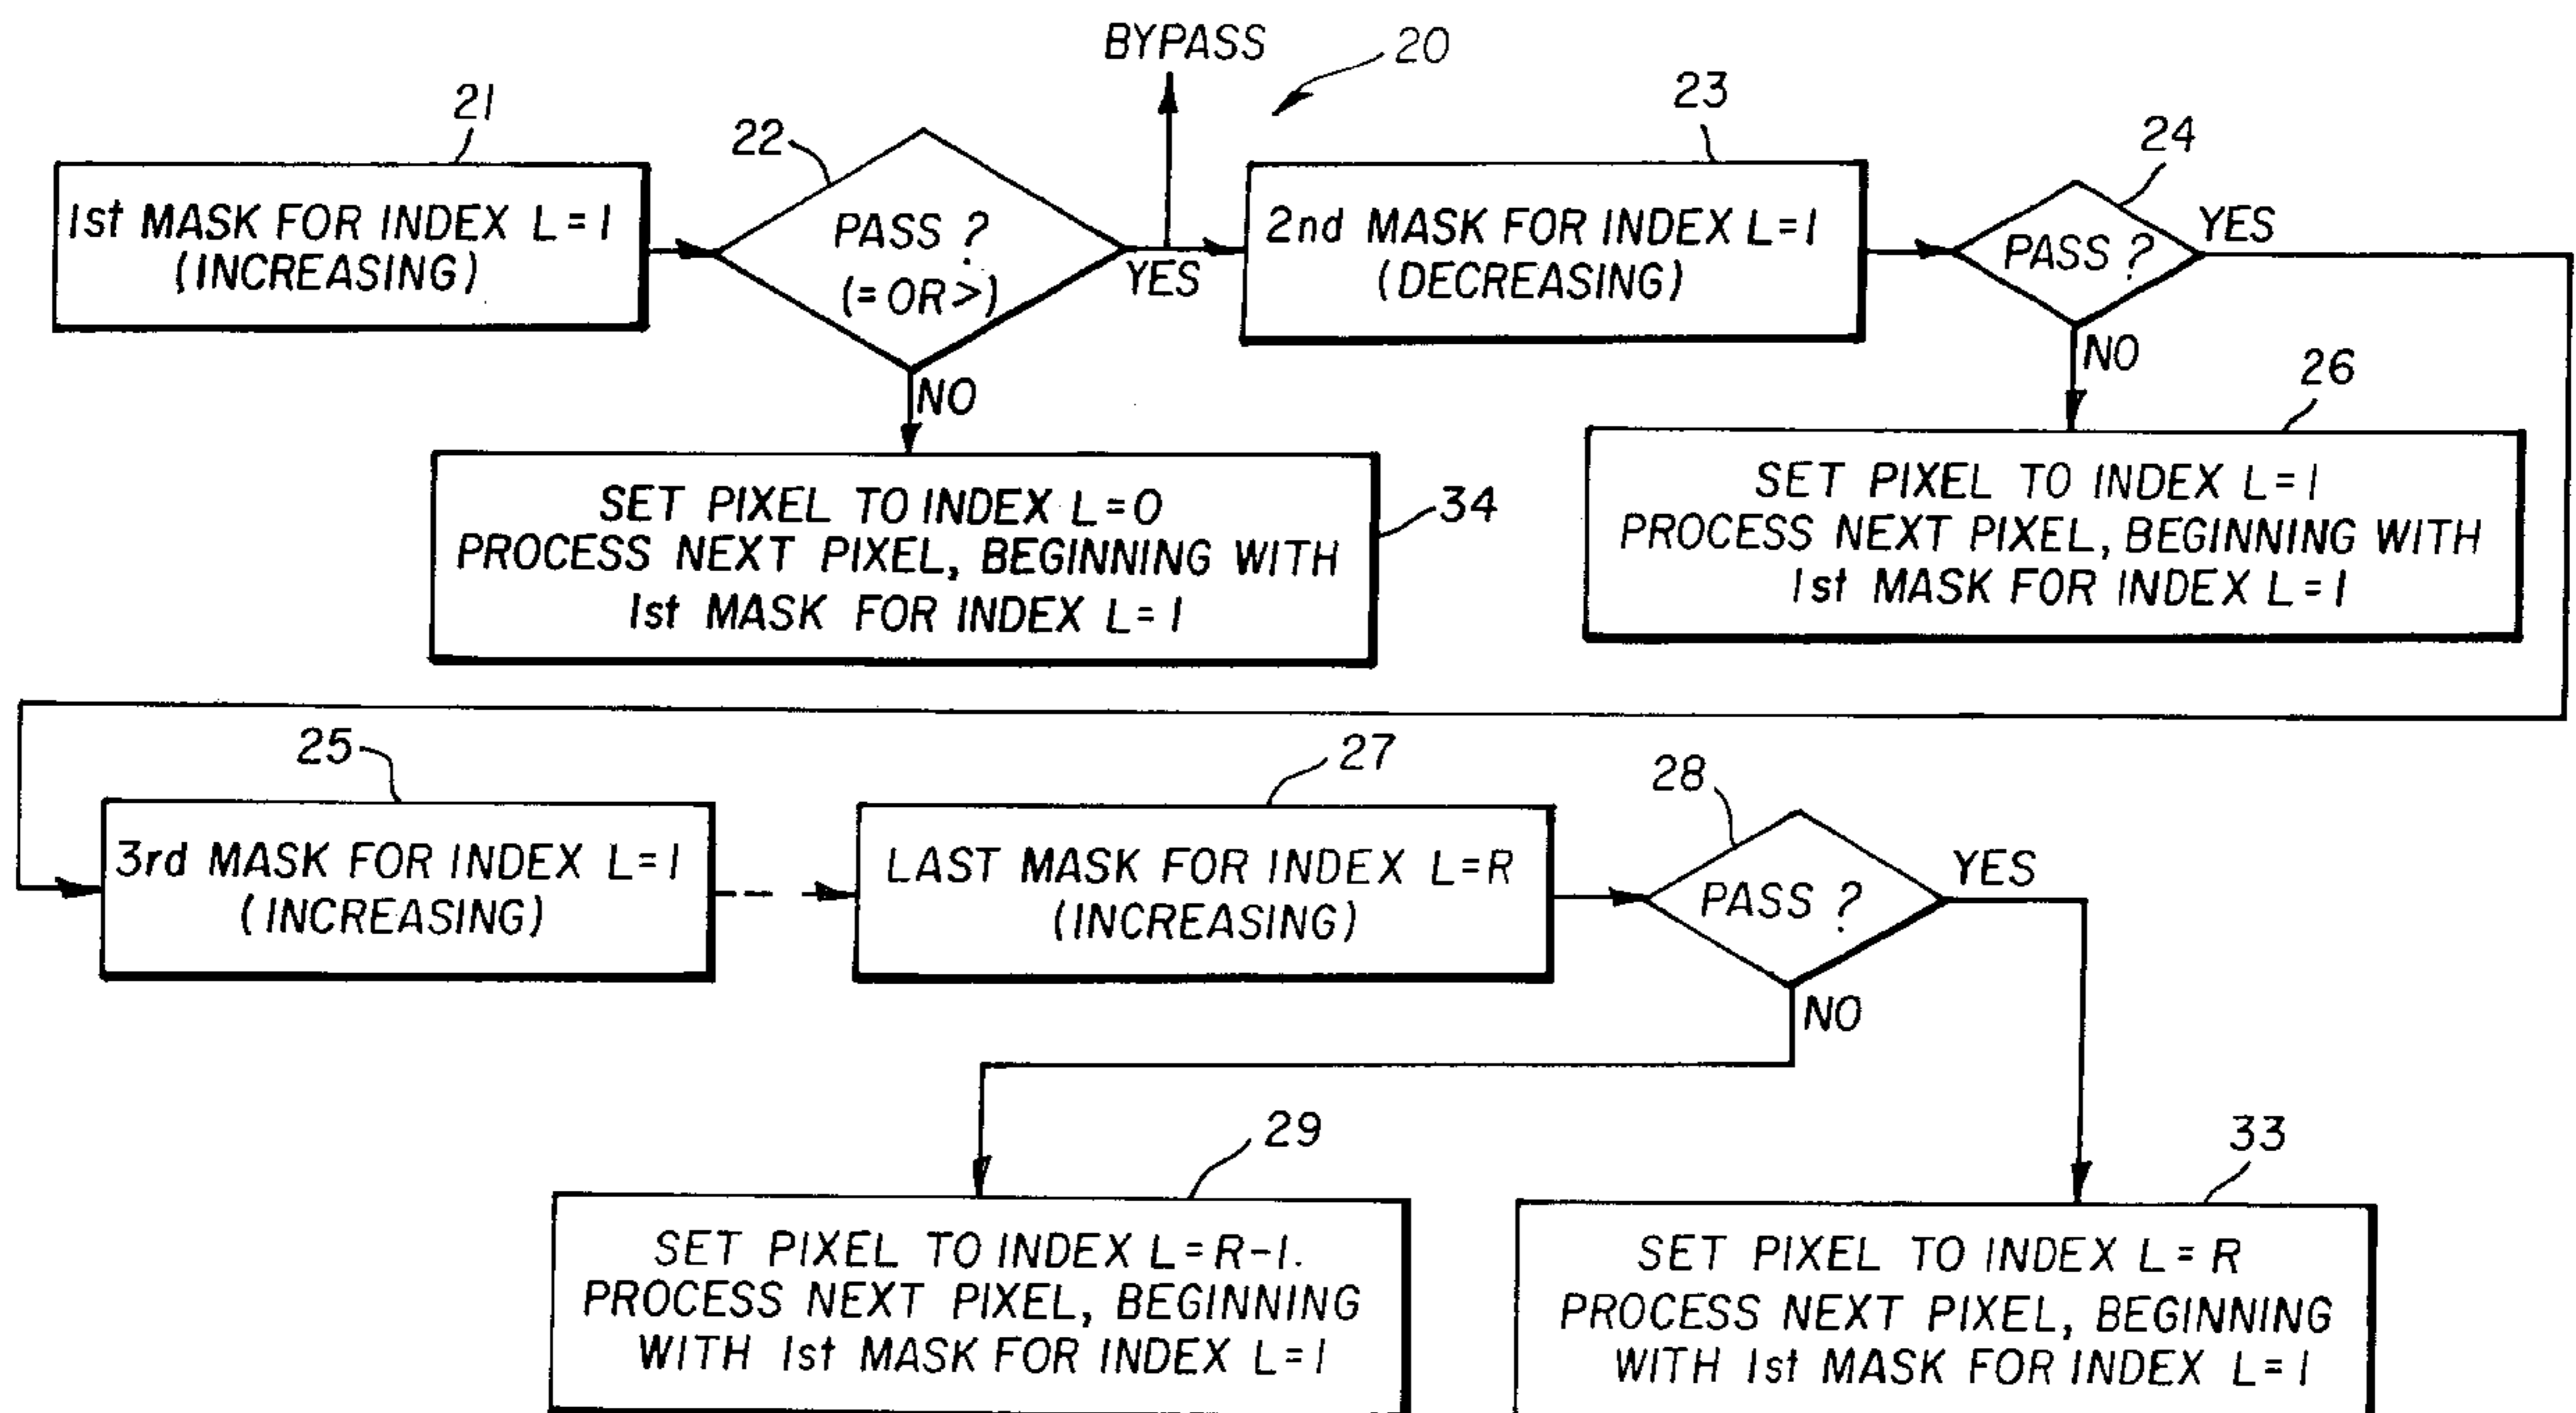 BYPASS
20
21
1st MASK FOR INDEX L=1
(INCREASING)
22
PASS?
(= OR >)
YES
NO
23
2nd MASK FOR INDEX L=1
(DECREASING)
24
PASS?
YES
NO
SET PIXEL TO INDEX L=0
PROCESS NEXT PIXEL, BEGINNING WITH
1st MASK FOR INDEX L=1
34
26
SET PIXEL TO INDEX L=1
PROCESS NEXT PIXEL, BEGINNING WITH
1st MASK FOR INDEX L=1
25
3rd MASK FOR INDEX L=1
(INCREASING)
27
LAST MASK FOR INDEX L=R
(INCREASING)
28
PASS?
YES
NO
29
SET PIXEL TO INDEX L=R-1.
PROCESS NEXT PIXEL, BEGINNING
WITH 1st MASK FOR INDEX L=1
33
SET PIXEL TO INDEX L=R
PROCESS NEXT PIXEL, BEGINNING
WITH 1st MASK FOR INDEX L=1